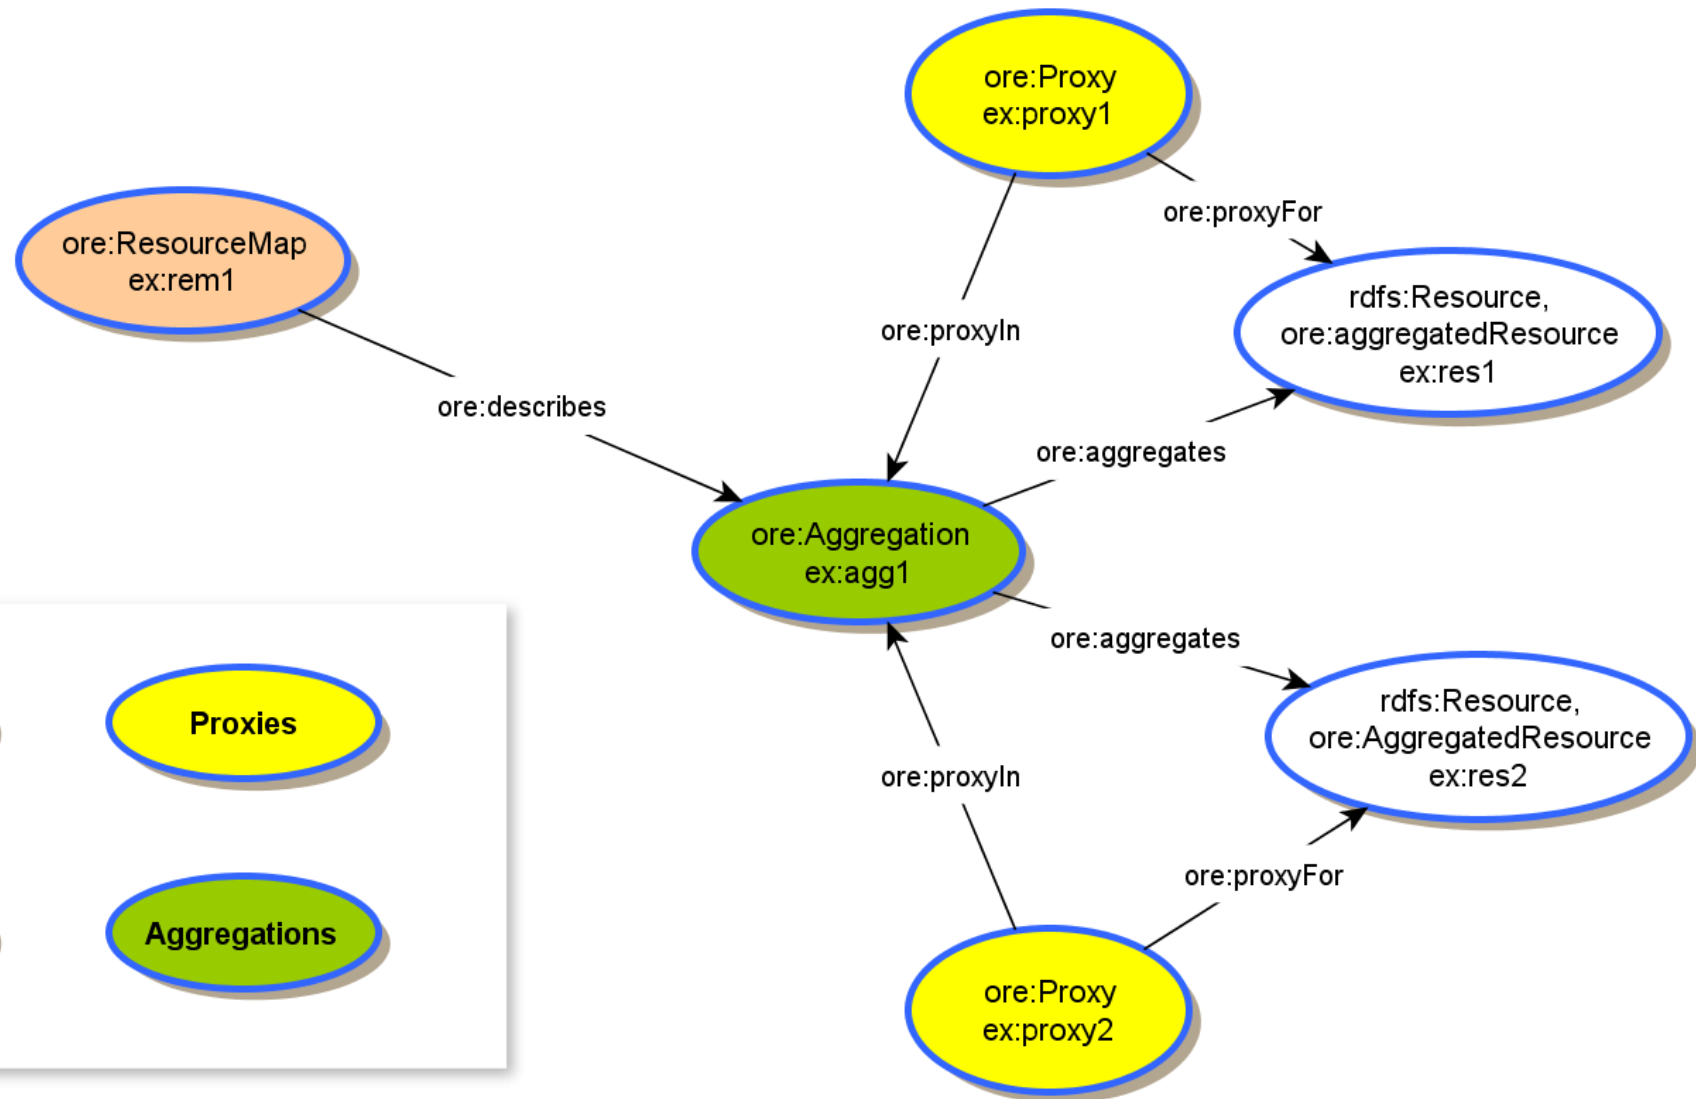 ore:Proxy
ex:proxy1
ore:ResourceMap
ex:rem1
ore:proxyFor
rdfs:Resource,
ore:aggregatedResource
ex:res1
ore:proxyIn
ore:describes
ore:aggregates
ore:Aggregation
ex:agg1
ore:aggregates
rdfs:Resource,
ore:AggregatedResource
ex:res2
Proxies
ore:proxyIn
ore:proxyFor
Aggregations
ore:Proxy
ex:proxy2